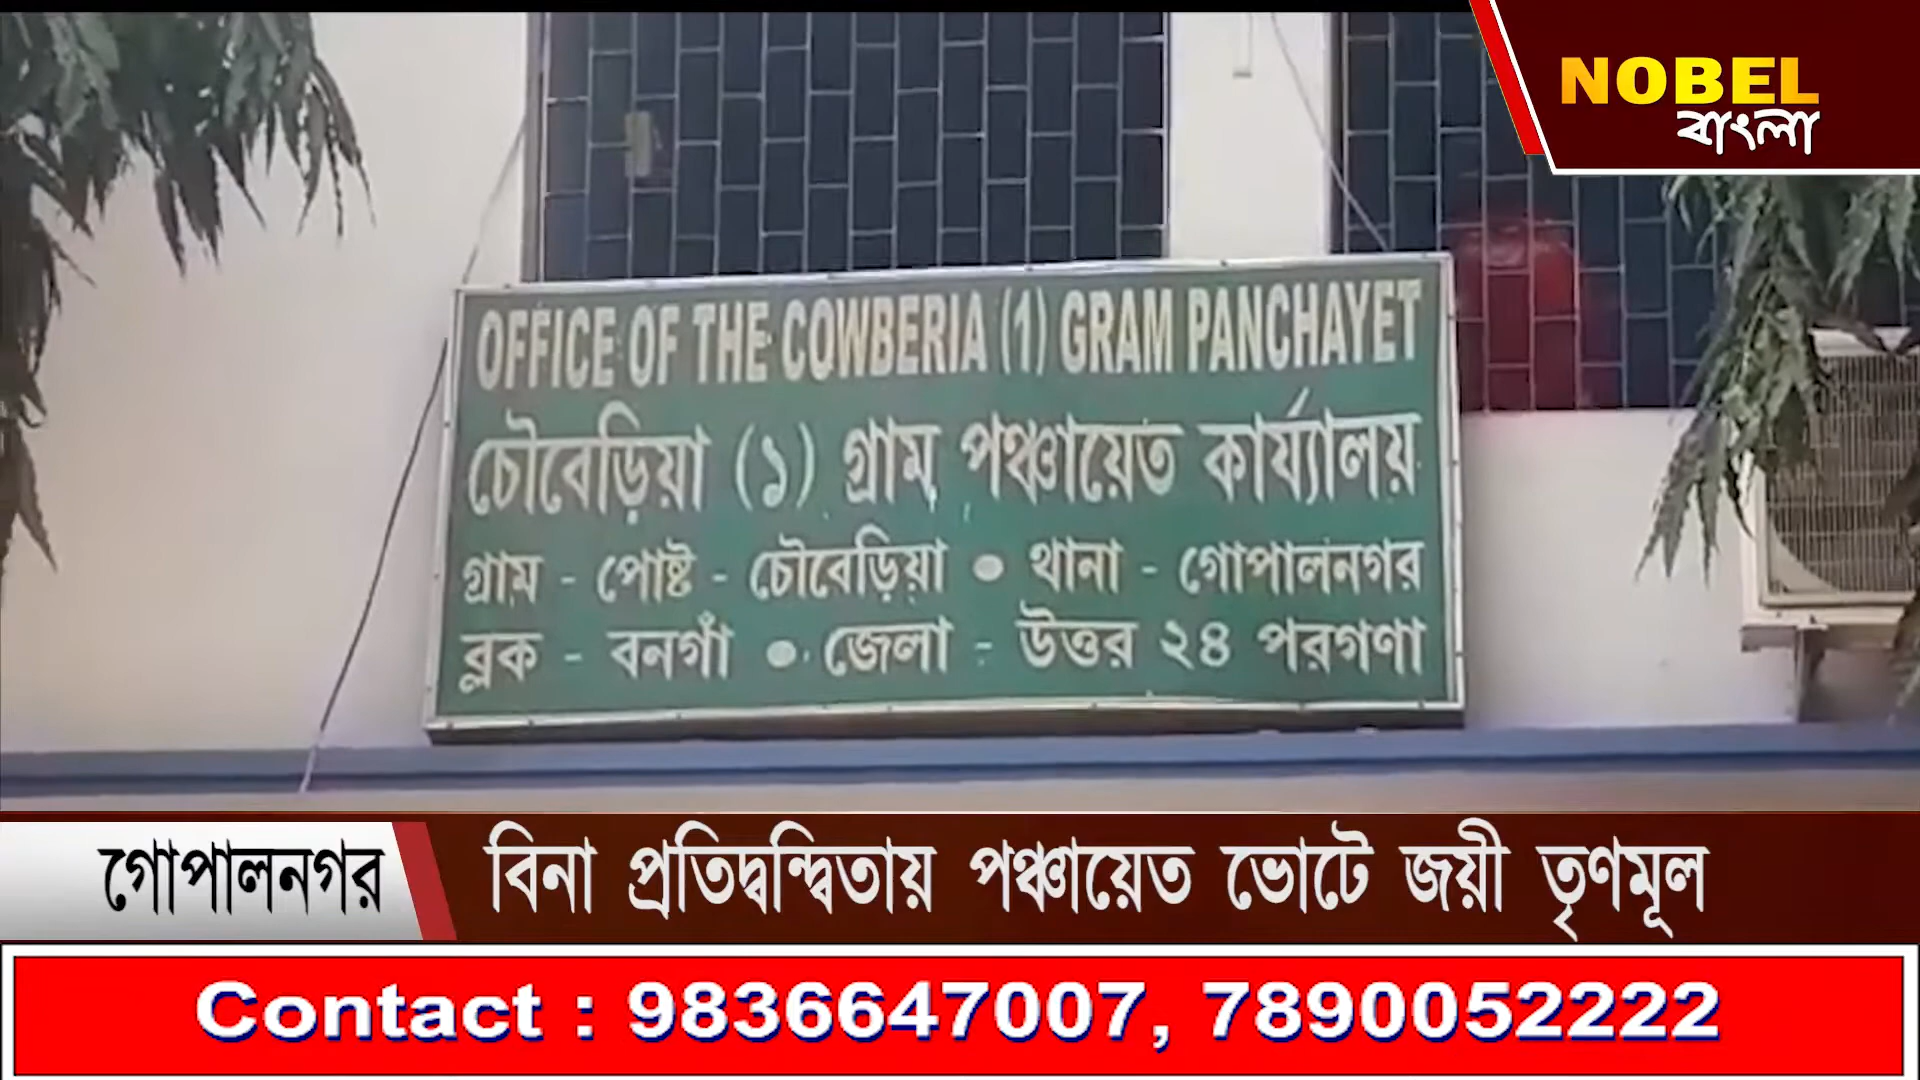 NOBEL
বাংলা
OFFICE OF THE COWBERIA (1) GRAM PANCHAYET
চৌবেড়িয়া (১) গ্রাম পঞ্চায়েত কার্য্যালয়
গ্রাম - পোষ্ট - চৌবেড়িয়া ● থানা - গোপালনগর
ব্লক - বনগাঁ ● জেলা - উত্তর ২৪ পরগণা
গোপালনগর
বিনা প্রতিদ্বন্দ্বিতায় পঞ্চায়েত ভোটে জয়ী তৃণমূল
Contact : 9836647007, 7890052222